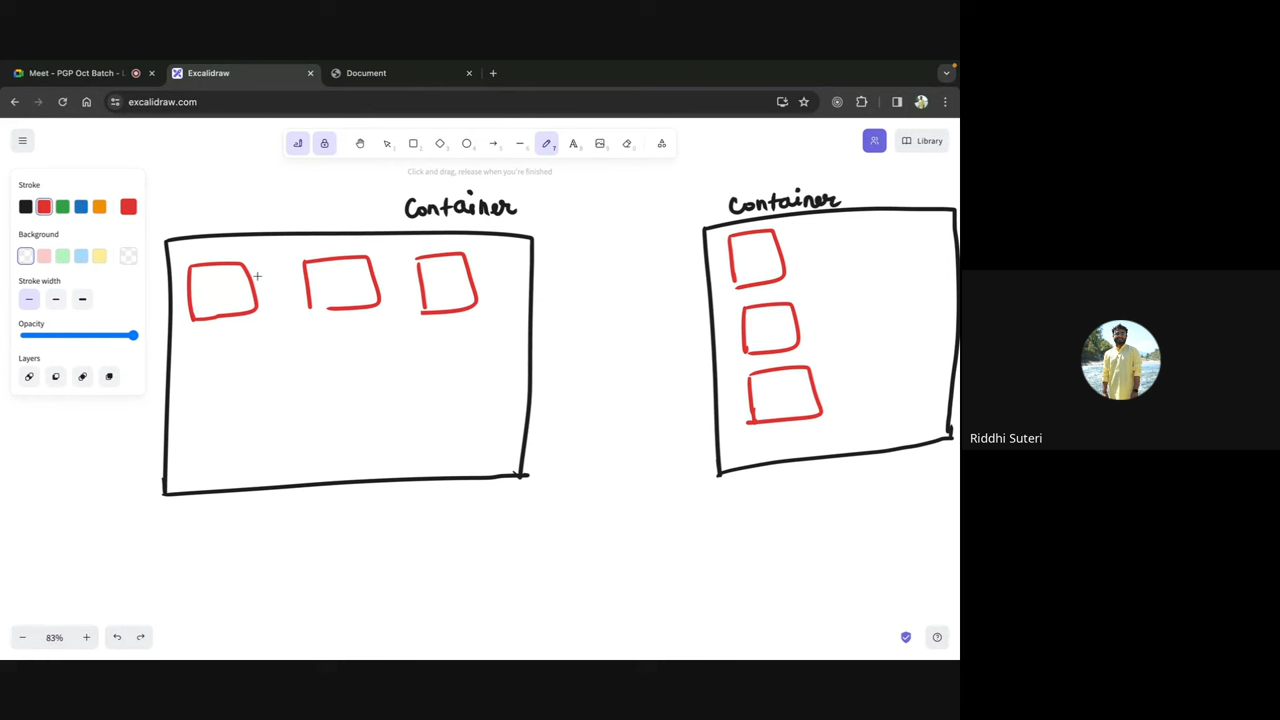 Meet - PGP Oct Batch -
Excalidraw
Document
excalidraw.com
Library
Click and drag, release when you're finished
Stroke
Background
Stroke width
Opacity
Layers
Container
Container
Riddhi Suteri
83%